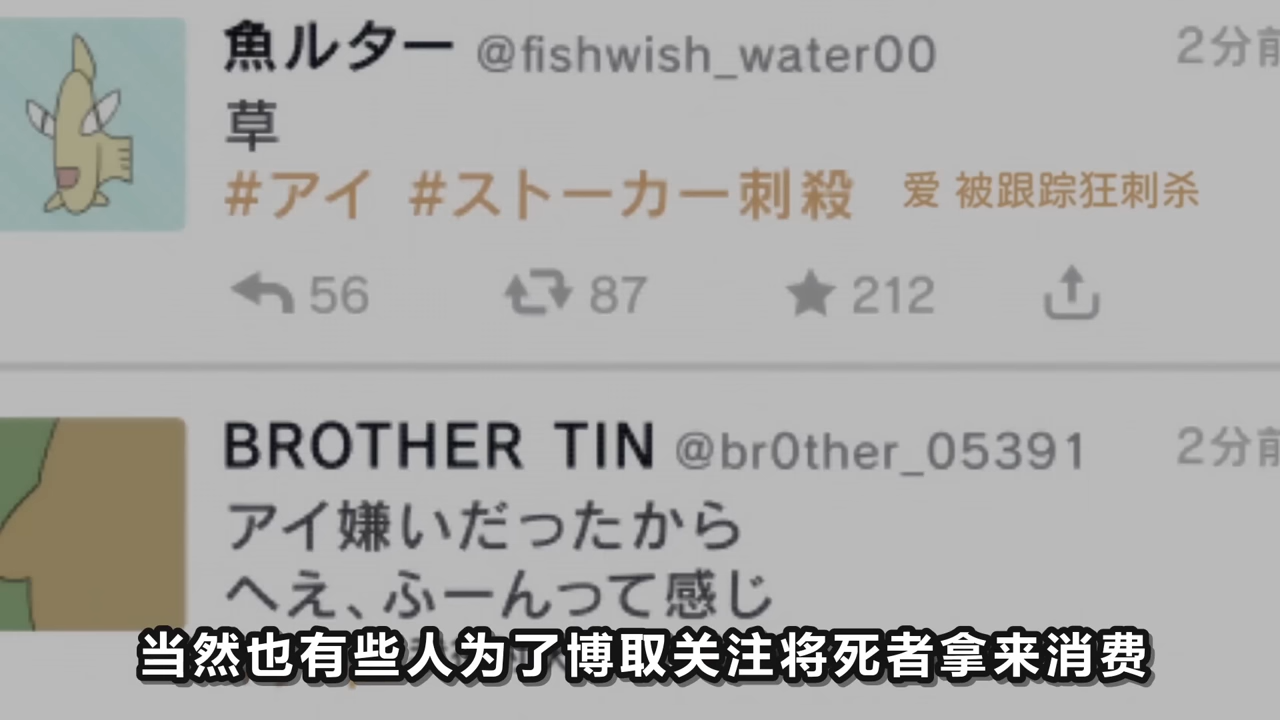 魚ルター @fishwish_water00 2分前
草
#アイ #ストーカー刺殺 爱 被跟踪狂刺杀
56 87 212
BROTHER TIN @br0ther_05391 2分前
アイ嫌いだったから
へえ、ふーんって感じ
当然也有些人为了博取关注将死者拿来消费